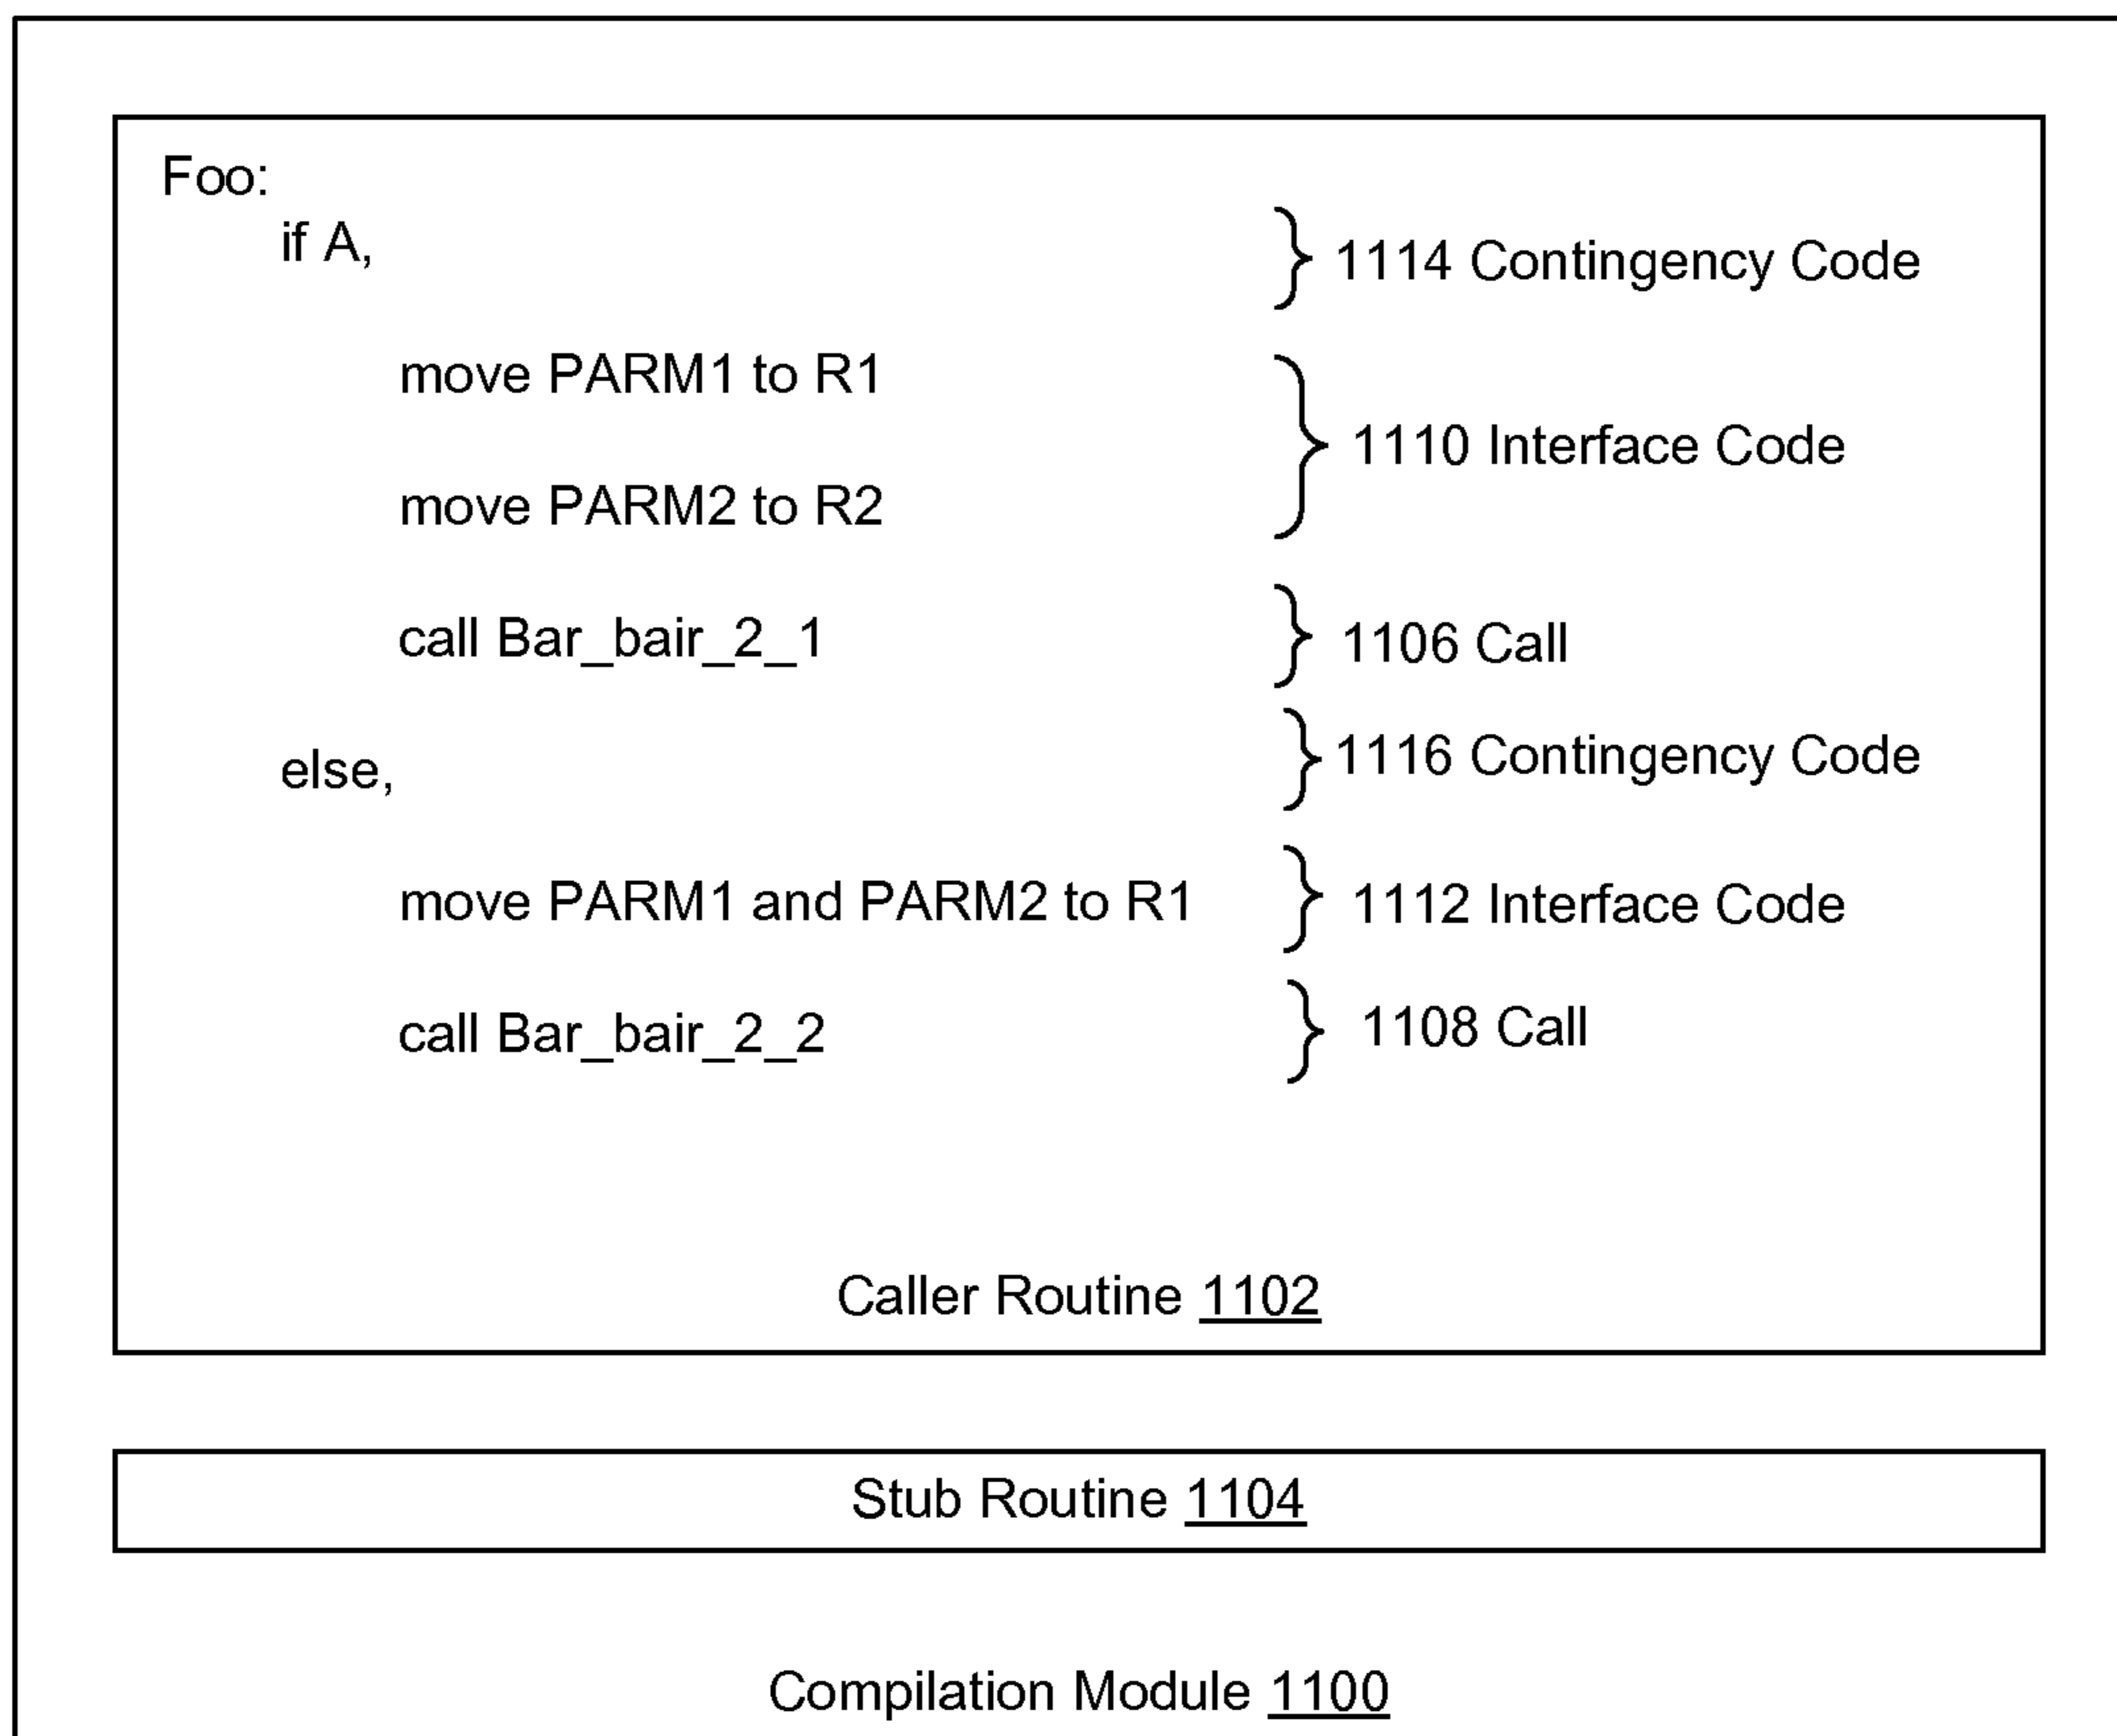 Foo:
if A,
1114 Contingency Code
move PARM1 to R1
1110 Interface Code
move PARM2 to R2
call Bar_bair_2_1
1106 Call
else,
1116 Contingency Code
move PARM1 and PARM2 to R1
1112 Interface Code
call Bar_bair_2_2
1108 Call
Caller Routine 1102
Stub Routine 1104
Compilation Module 1100